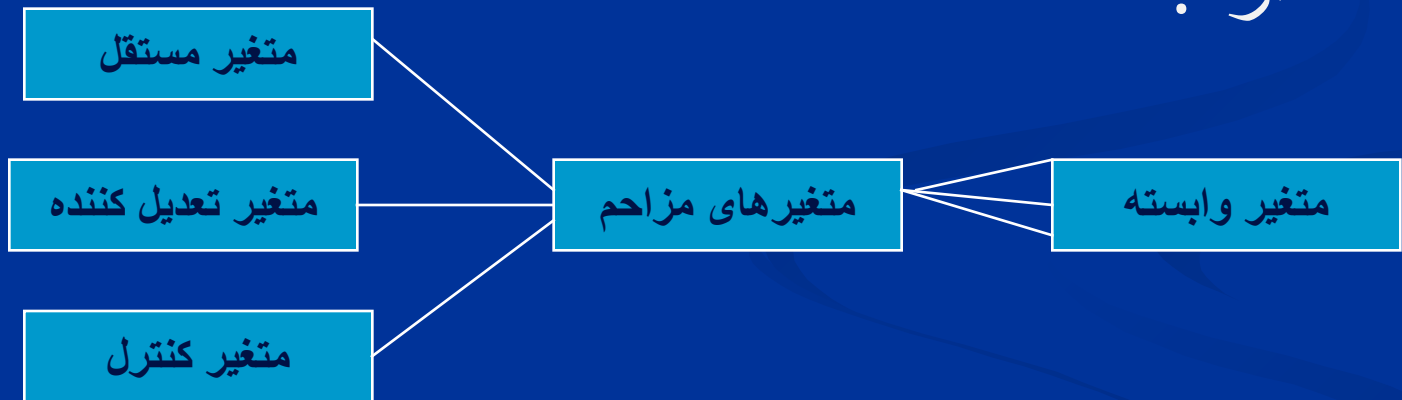 متغیر مستقل
متغیر تعدیل کننده
متغیرهای مزاحم
متغیر وابسته
متغیر کنترل